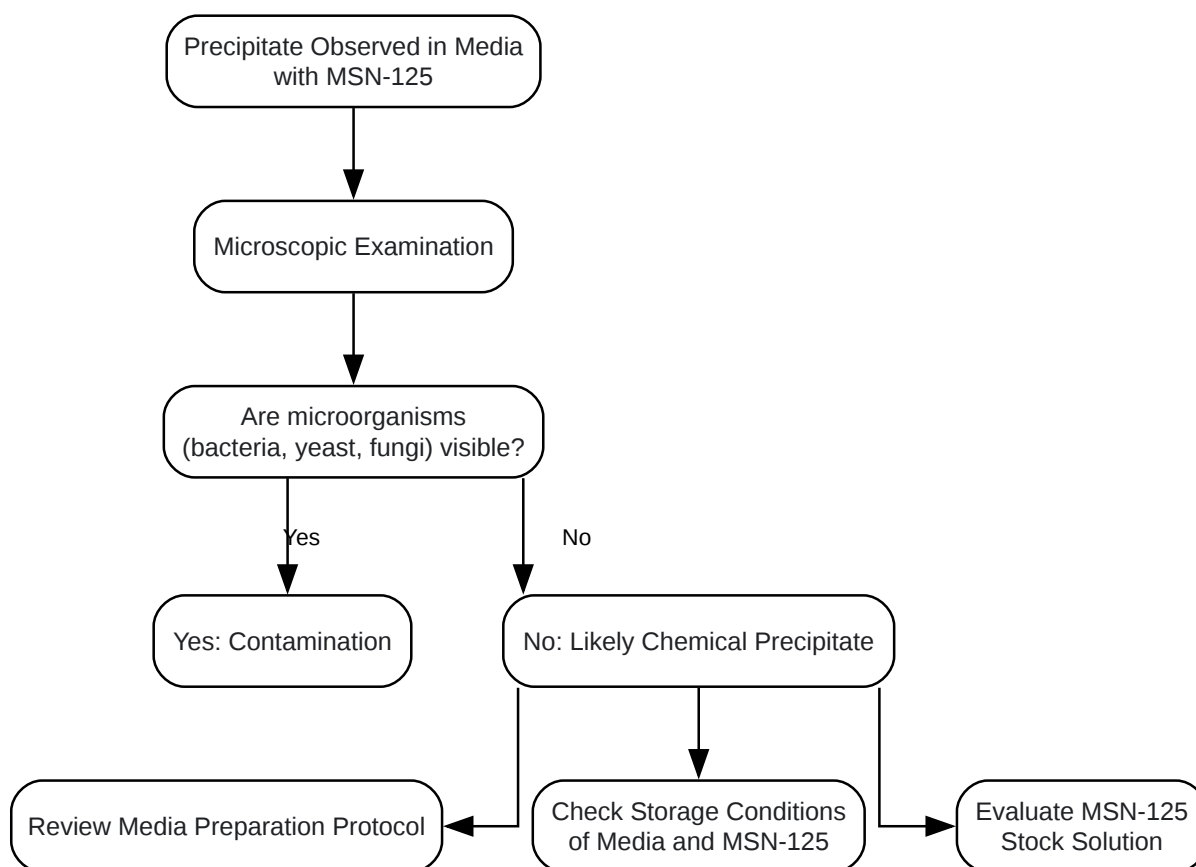 Precipitate Observed in Media
with MSN-125
Microscopic Examination
Are microorganisms
(bacteria, yeast, fungi) visible?
Yes
No
Yes: Contamination
No: Likely Chemical Precipitate
Review Media Preparation Protocol
Check Storage Conditions
of Media and MSN-125
Evaluate MSN-125
Stock Solution